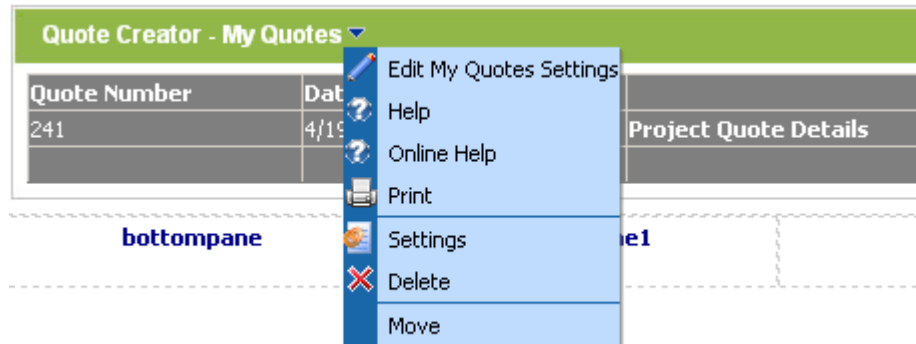 Quote Creator - My Quotes
Edit My Quotes Settings
Quote Number
Help
241
Project Quote Details
Online Help
Print
bottompane
Settings
Delete
Move